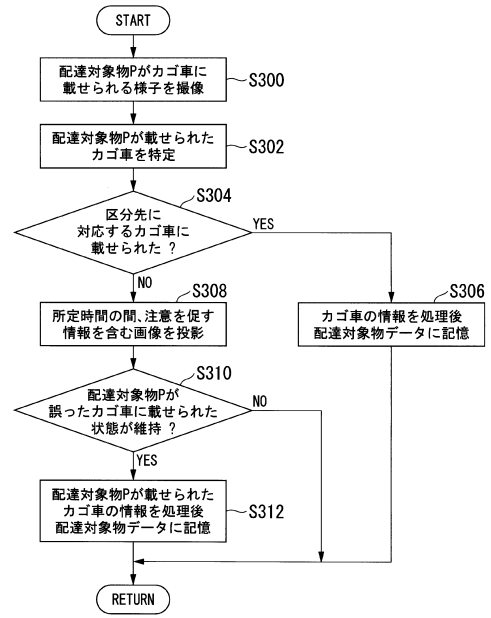 START
配達対象物Pがカゴ車に
載せられる様子を撮像
S300
配達対象物Pが載せられた
カゴ車を特定
S302
S304
区分先に
対応するカゴ車に
載せられた ?
YES
NO
S308
所定時間の間、注意を促す
情報を含む画像を投影
S306
カゴ車の情報を処理後
配達対象物データに記憶
S310
配達対象物Pが
誤ったカゴ車に載せられた
状態が維持 ?
NO
YES
配達対象物Pが載せられた
カゴ車の情報を処理後
配達対象物データに記憶
S312
RETURN